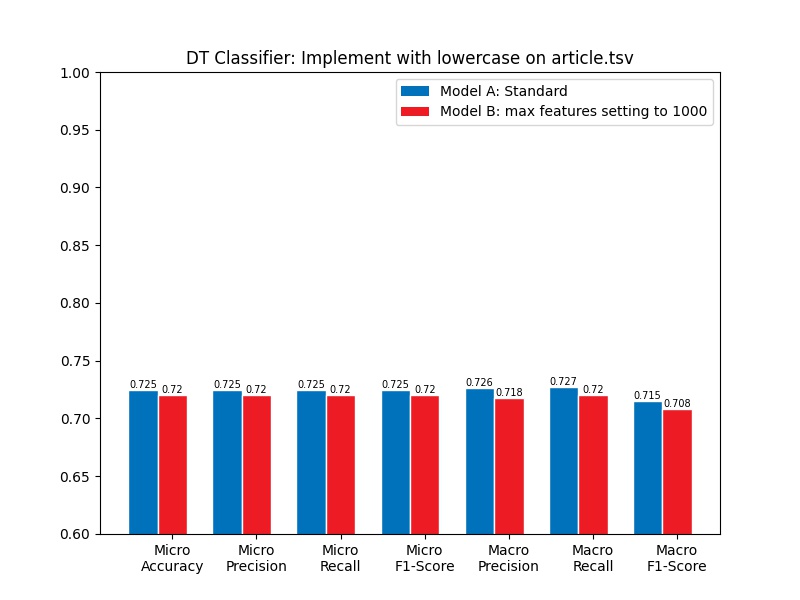 DT Classifier: Implement with lowercase on article.tsv
Model A: Standard
Model B: max features setting to 1000
1.00
0.95
0.90
0.85
0.80
0.75
0.70
0.65
0.60
0.725 0.72 0.725 0.72 0.725 0.72 0.725 0.72 0.726 0.718 0.727 0.72 0.715 0.708
Micro Micro Micro Micro Macro Macro Macro
Accuracy Precision Recall F1-Score Precision Recall F1-Score